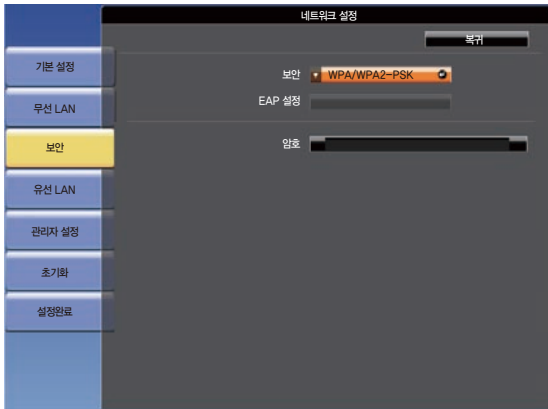 네트워크 설정
복귀
기본 설정
무선 LAN
보안
유선 LAN
관리자 설정
초기화
설정완료
보안 WPA/WPA2-PSK
EAP 설정
암호